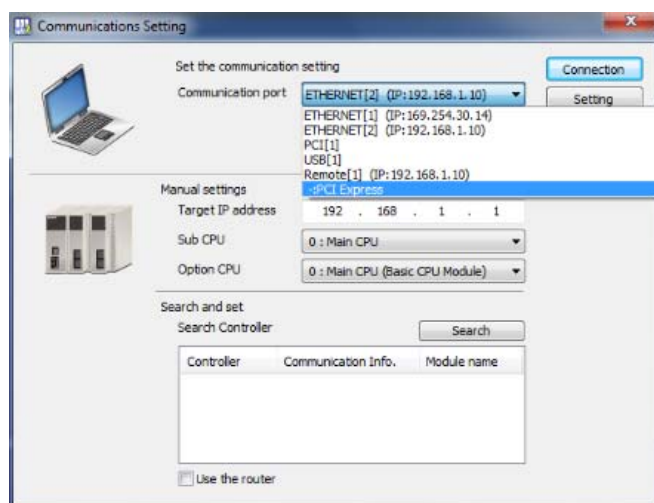 Communications Setting
Set the communication setting
Connection
Communication port
ETHERNET[2] (IP:192.168.1.10)
Setting
ETHERNET[1] (IP:169.254.30.14)
ETHERNET[2] (IP:192.168.1.10)
PCI[1]
USB[1]
Remote[1] (IP:192.168.1.10)
-:PCI Express
Manual settings
Target IP address
192 . 168 . 1 . 1
Sub CPU
0 : Main CPU
Option CPU
0 : Main CPU (Basic CPU Module)
Search and set
Search Controller
Search
Controller Communication Info. Module name
Use the router